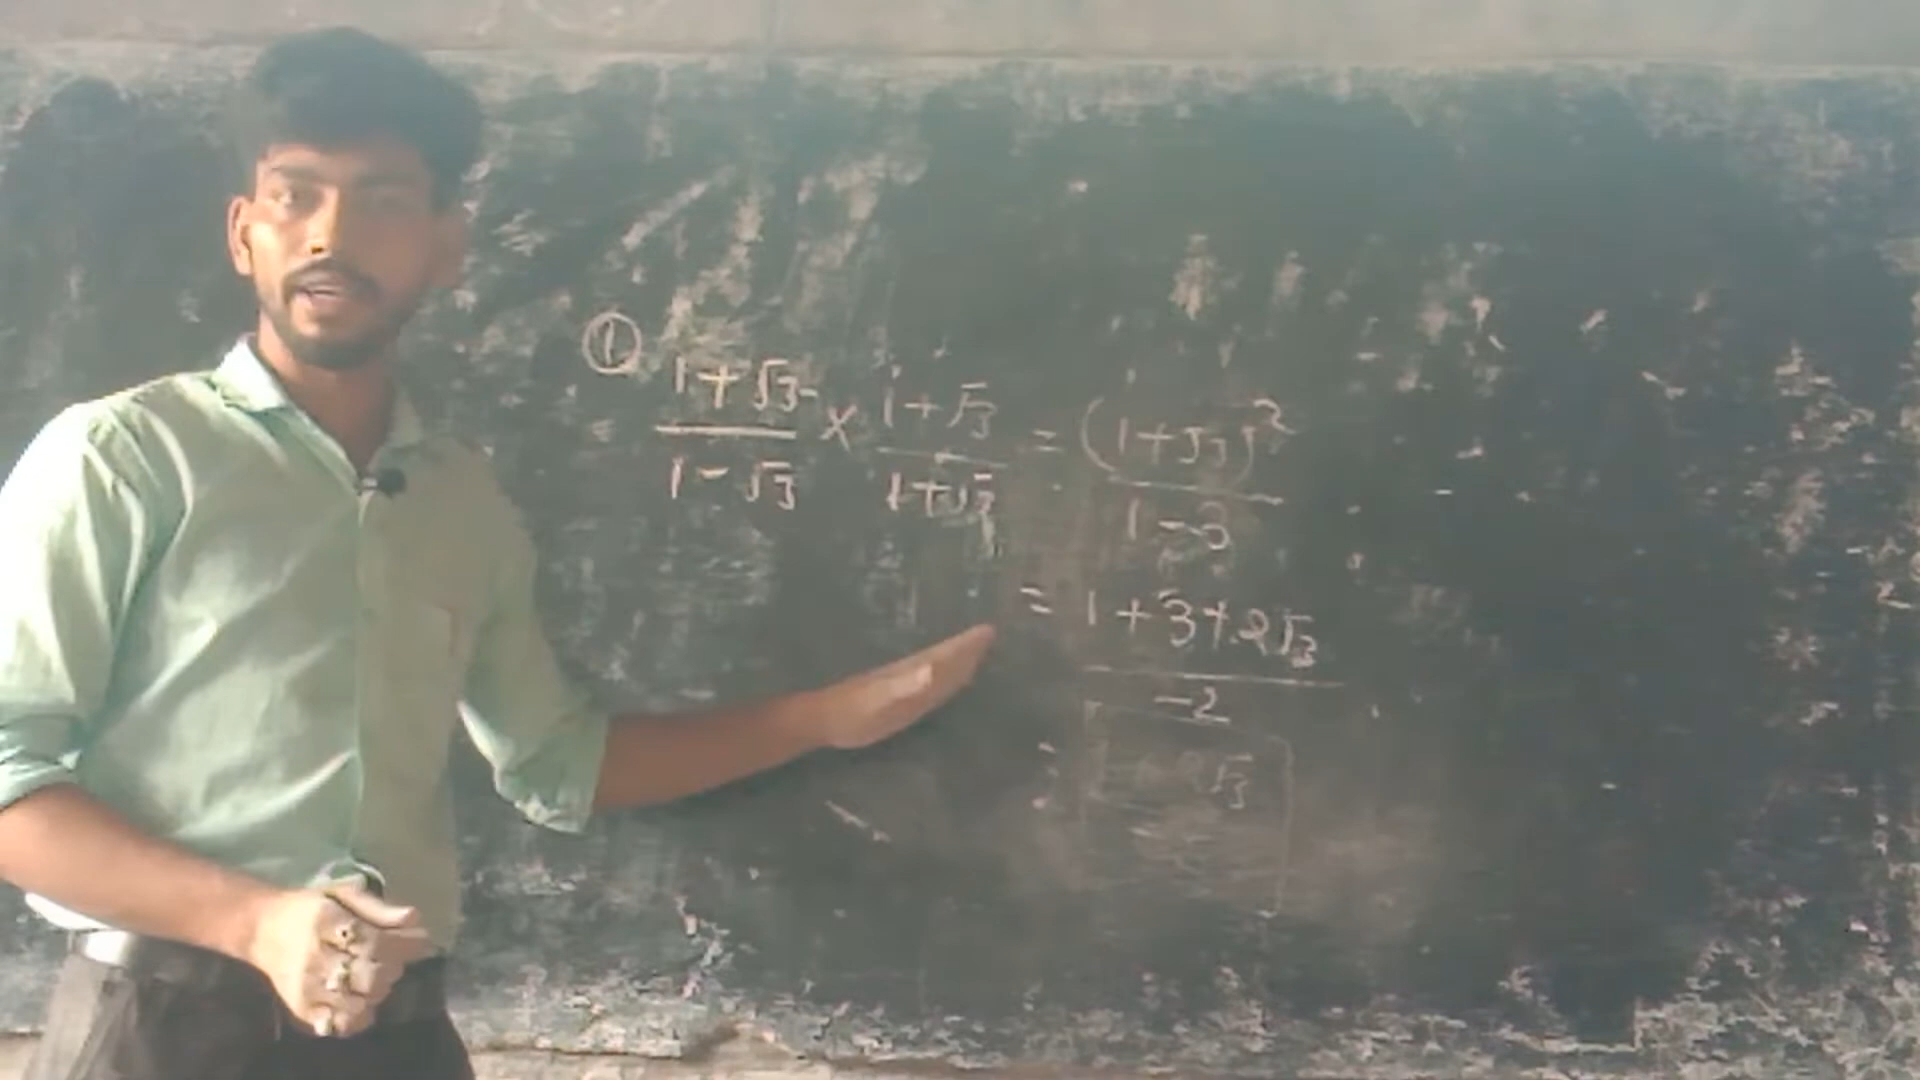 ① 1+√3 / 1-√3 × 1+√3 / 1+√3 = (1+√3)² / 1-3
= 1+3+2√3 / -2
= √3